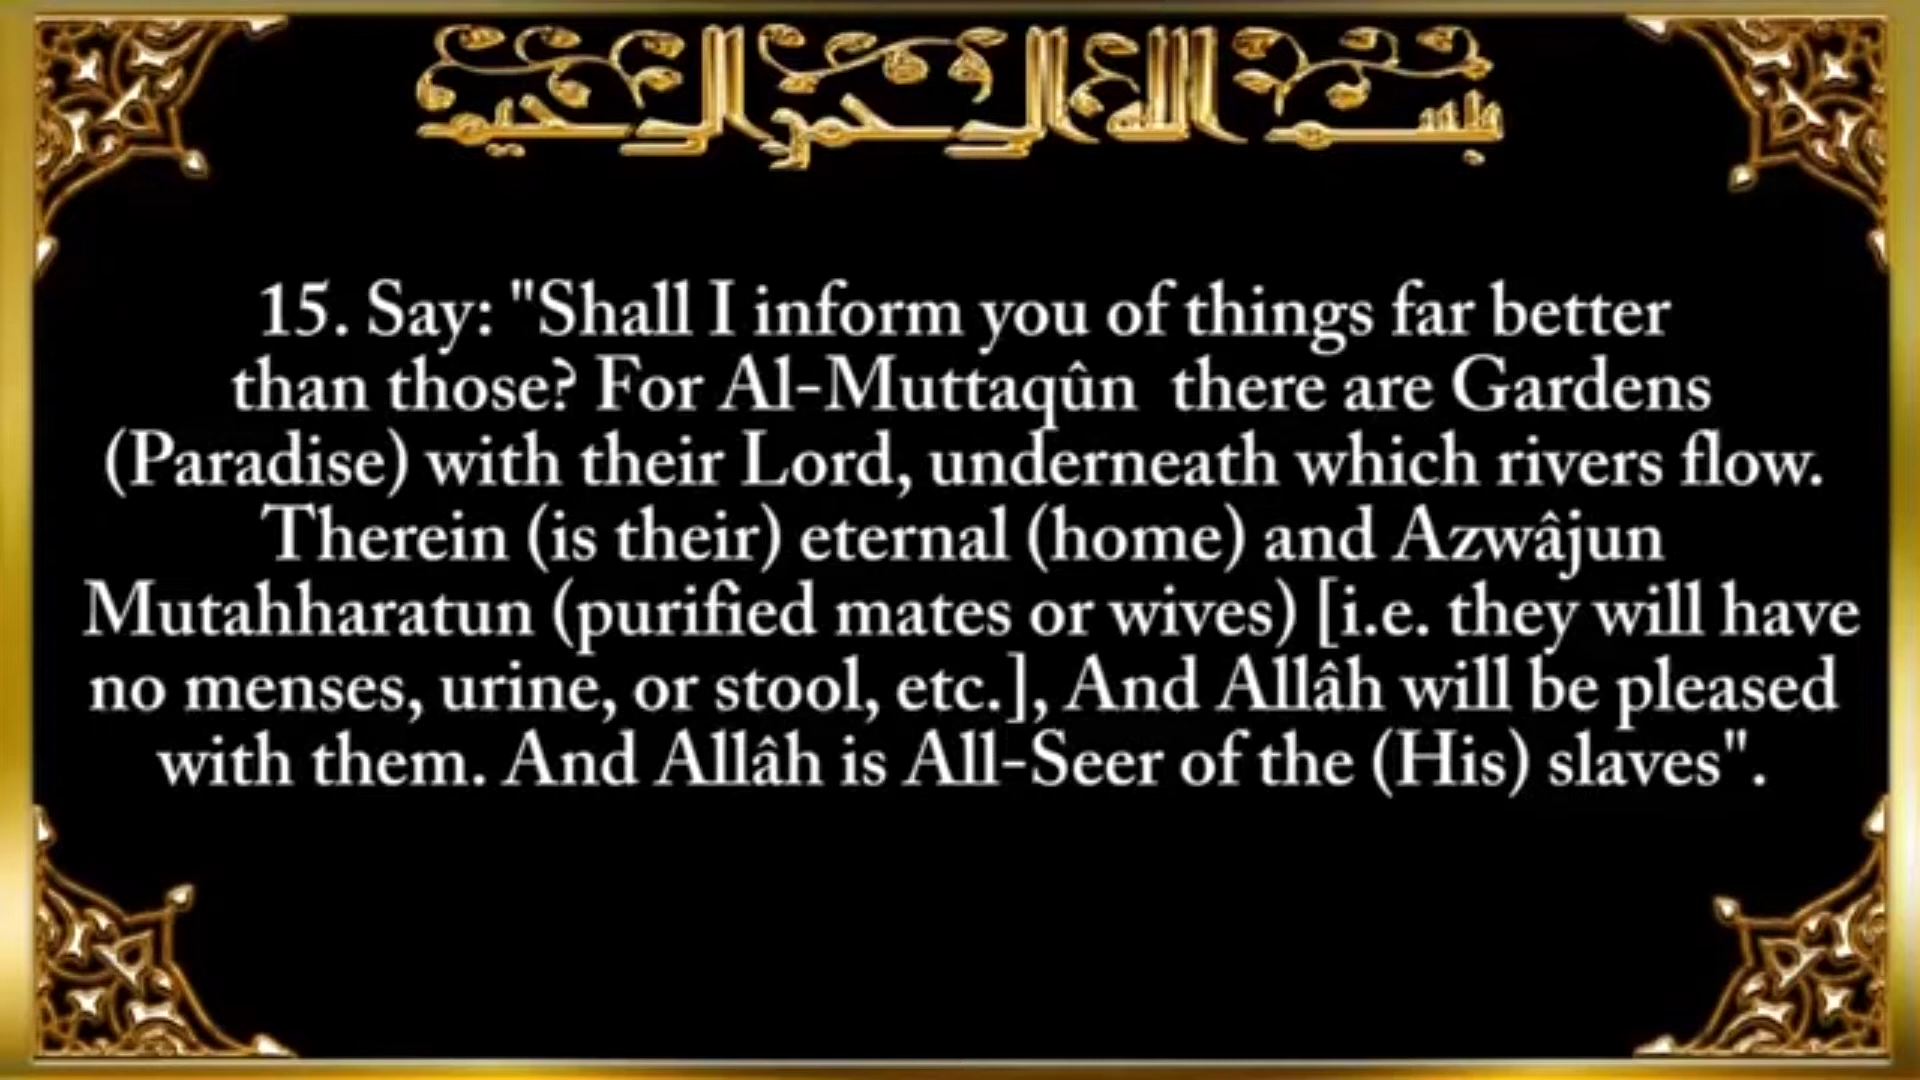 بسم الله الرحمن الرحيم
15. Say: "Shall I inform you of things far better
than those? For Al-Muttaqûn there are Gardens
(Paradise) with their Lord, underneath which rivers flow.
Therein (is their) eternal (home) and Azwâjun
Mutahharatun (purified mates or wives) [i.e. they will have
no menses, urine, or stool, etc.], And Allâh will be pleased
with them. And Allâh is All-Seer of the (His) slaves".